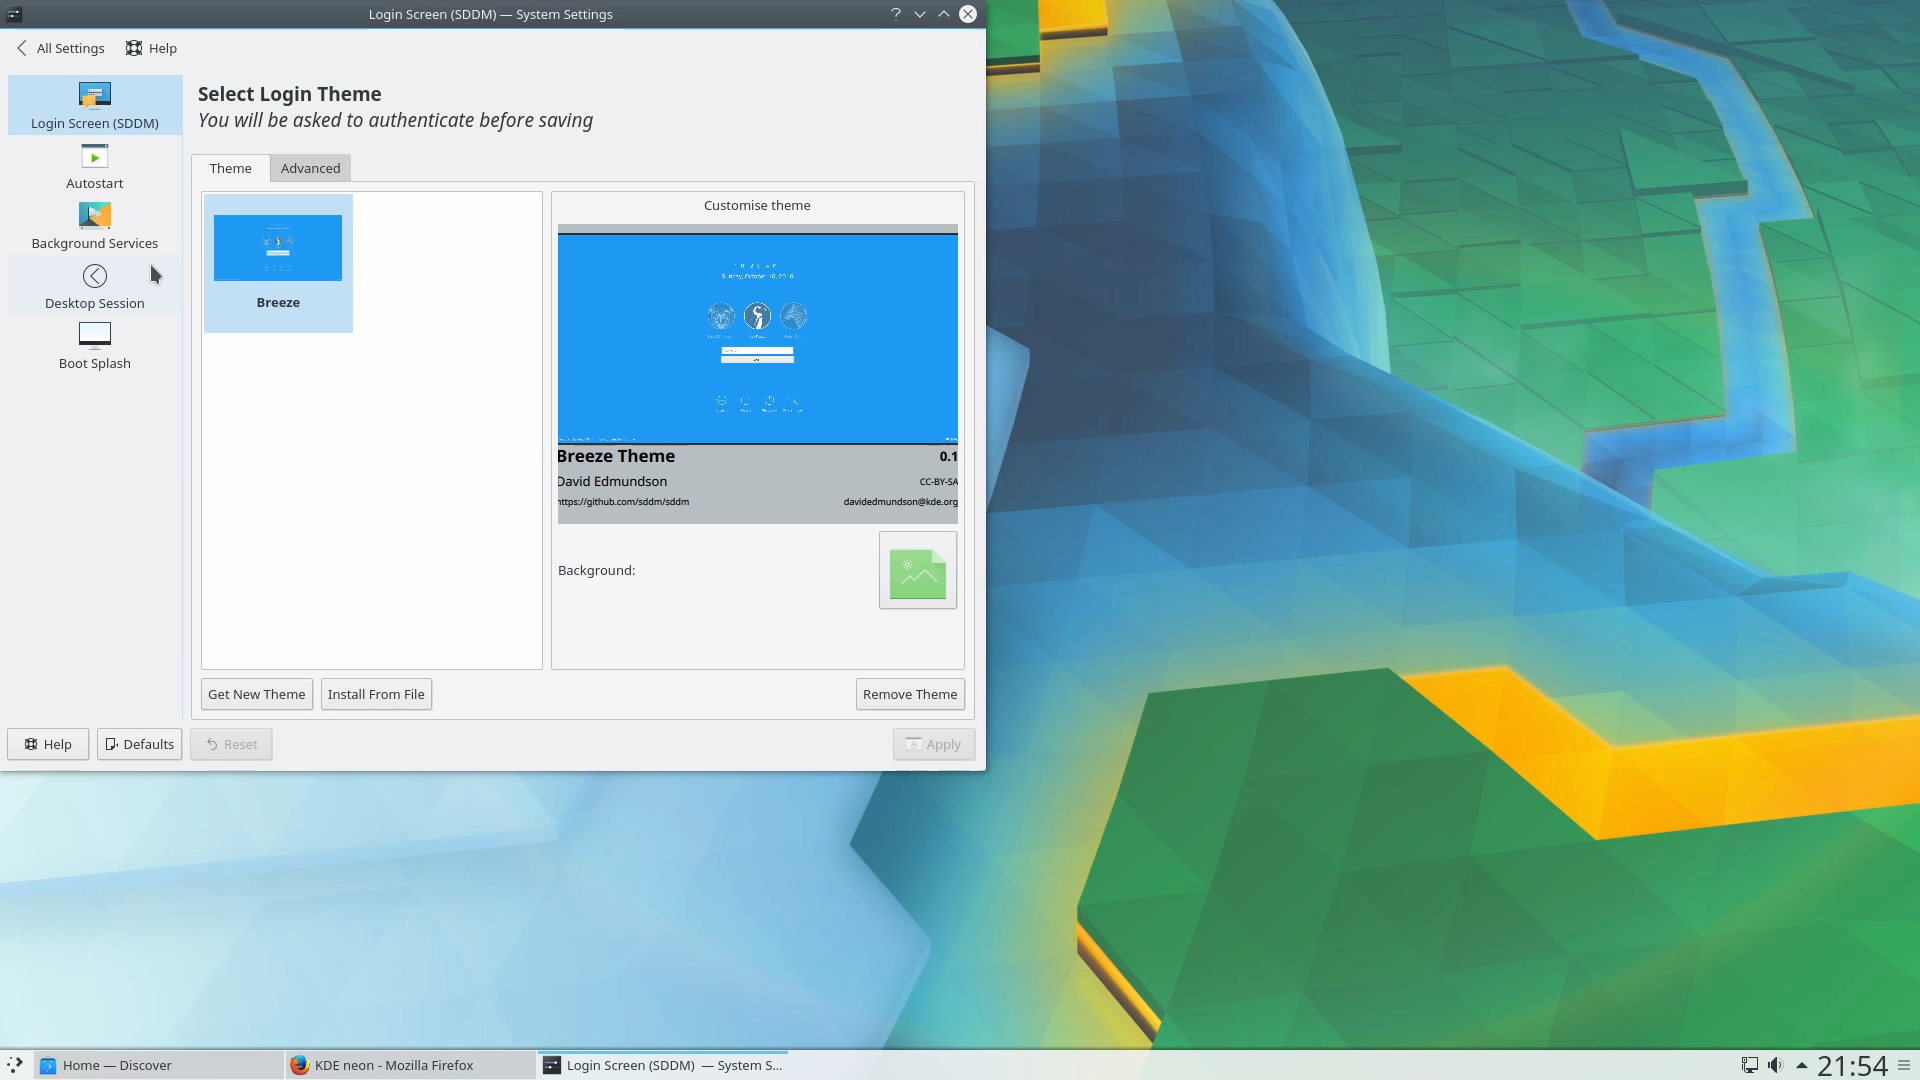 Login Screen (SDDM) — System Settings
?
All Settings
Help
Login Screen (SDDM)
Autostart
Background Services
Desktop Session
Boot Splash
Select Login Theme
You will be asked to authenticate before saving
Theme
Advanced
Breeze
Customise theme
Sunday, October 16, 2016
Breeze Theme
0.1
David Edmundson
CC-BY-SA
https://github.com/sddm/sddm
davidedmundson@kde.org
Background:
Get New Theme
Install From File
Remove Theme
Help
Defaults
Reset
Apply
Home — Discover
KDE neon - Mozilla Firefox
Login Screen (SDDM)  — System S...
21:54